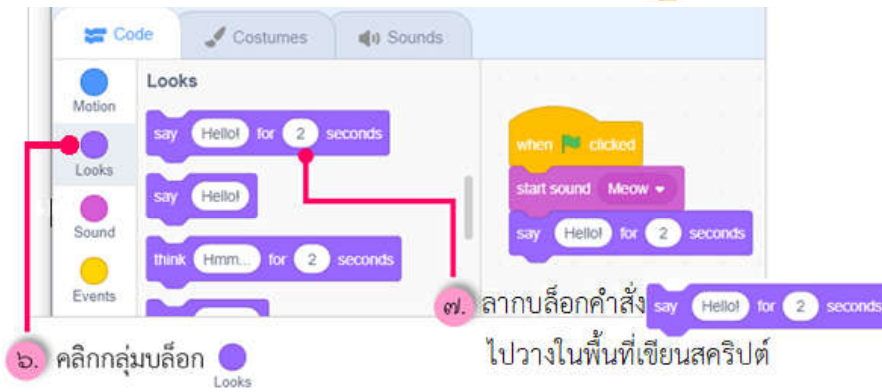 Code Costumes Sounds
Motion
Looks
Sound
Events
Looks
say Hello! for 2 seconds
say Hello!
think Hmm... for 2 seconds
when clicked
start sound Meow
say Hello! for 2 seconds
๖. คลิกกลุ่มบล็อก Looks
๗. ลากบล็อกคำสั่ง say Hello! for 2 seconds
ไปวางในพื้นที่เขียนสคริปต์